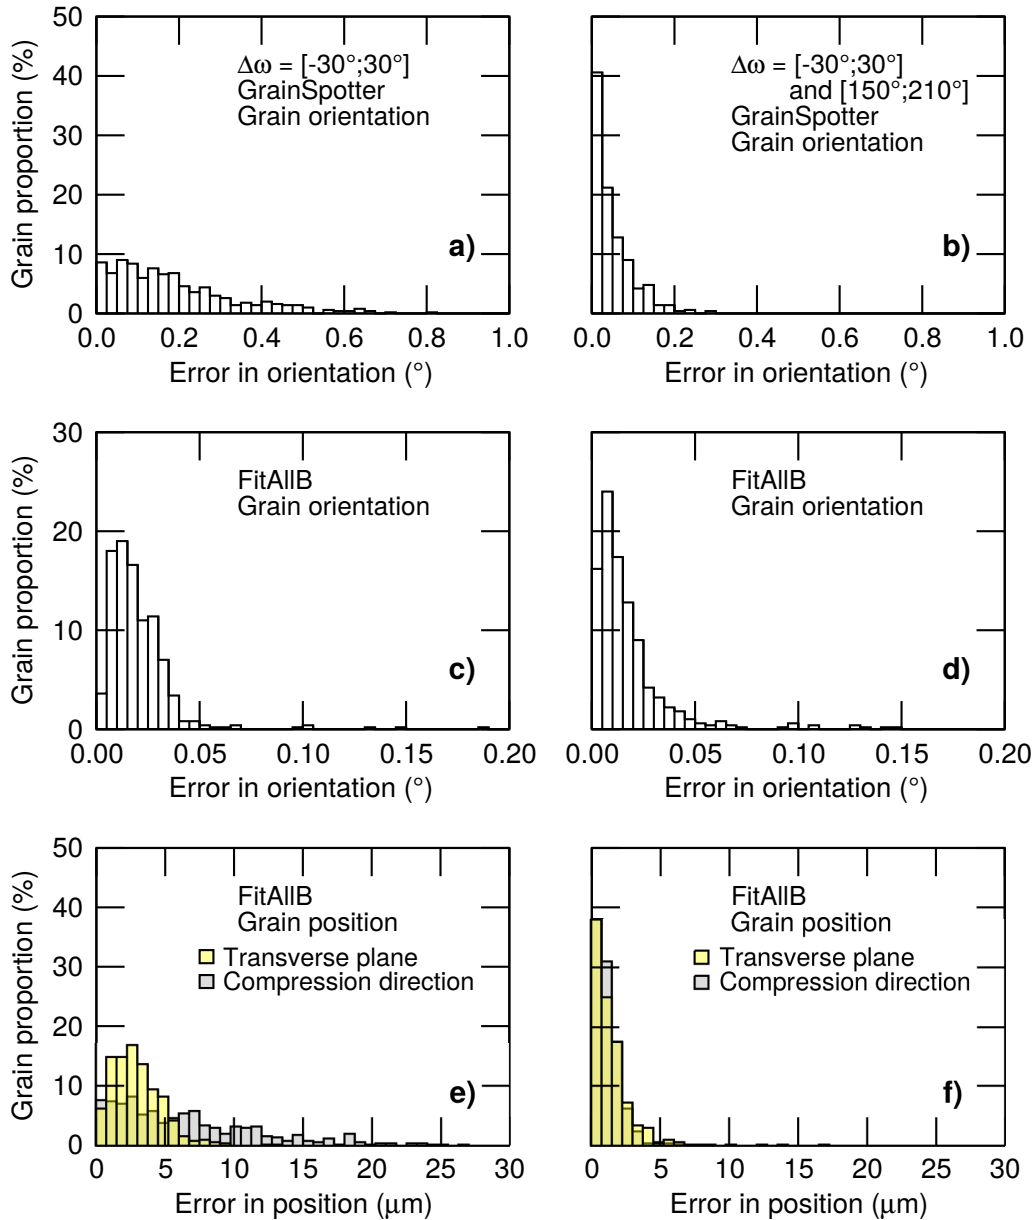 50
40
30
20
10
0
Grain proportion (%)
Δω = [-30°;30°]
GrainSpotter
Grain orientation
a)
0.0 0.2 0.4 0.6 0.8 1.0
Error in orientation (°)
Δω = [-30°;30°]
and [150°;210°]
GrainSpotter
Grain orientation
b)
0.0 0.2 0.4 0.6 0.8 1.0
Error in orientation (°)
30
20
10
0
Grain proportion (%)
FitAllB
Grain orientation
c)
0.00 0.05 0.10 0.15 0.20
Error in orientation (°)
FitAllB
Grain orientation
d)
0.00 0.05 0.10 0.15 0.20
Error in orientation (°)
50
40
30
20
10
0
Grain proportion (%)
FitAllB
Grain position
Transverse plane
Compression direction
e)
0 5 10 15 20 25 30
Error in position (μm)
FitAllB
Grain position
Transverse plane
Compression direction
f)
0 5 10 15 20 25 30
Error in position (μm)